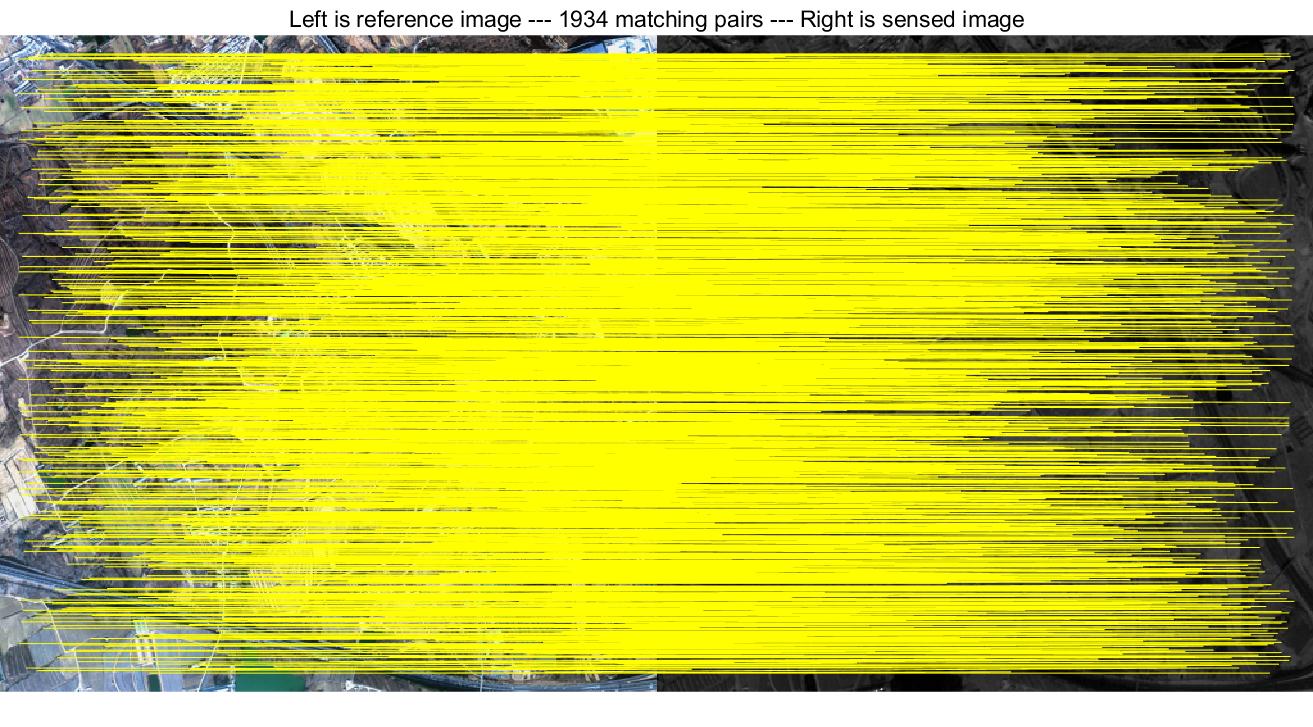 Left is reference image --- 1934 matching pairs --- Right is sensed image